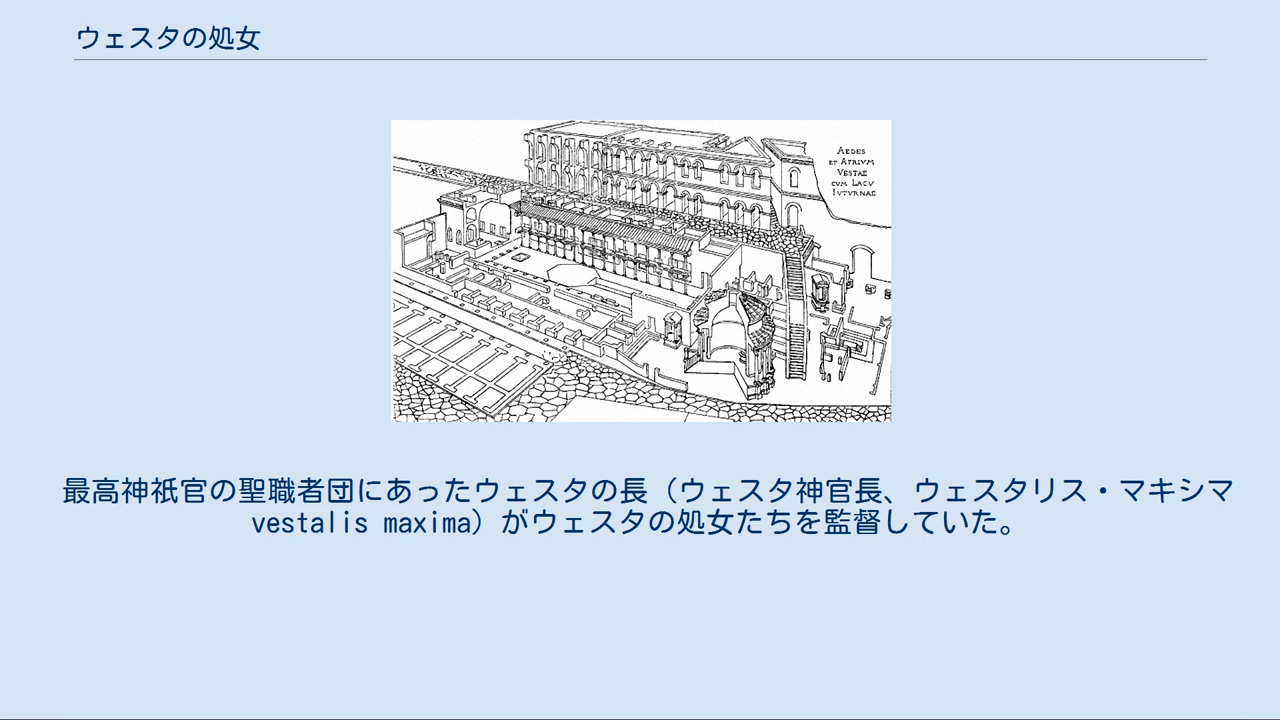 ウェスタの処女
AEDES
ET ATRIVM
VESTAE
CVM LACV
IVTVRNAE
最高神祇官の聖職者団にあったウェスタの長（ウェスタ神官長、ウェスタリス・マキシマ
vestalis maxima）がウェスタの処女たちを監督していた。